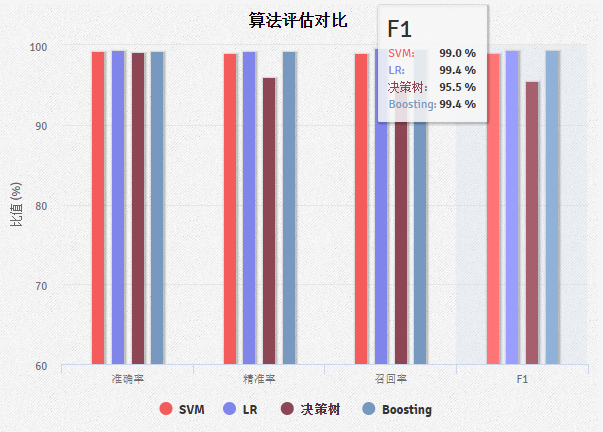 算法评估对比
F1
SVM: 99.0 %
LR: 99.4 %
决策树: 95.5 %
Boosting: 99.4 %
比值 (%)
100
90
80
70
60
准确率 精准率 召回率 F1
SVM LR 决策树 Boosting